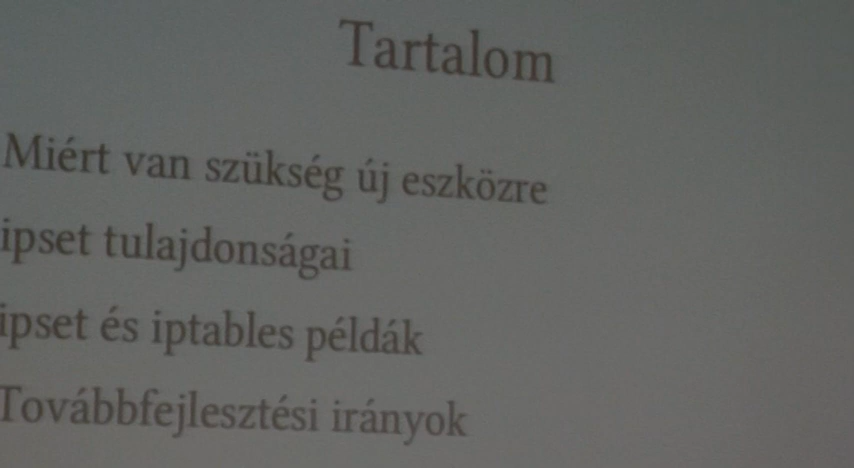 Tartalom
Miért van szükség új eszközre
ipset tulajdonságai
ipset és iptables példák
Továbbfejlesztési irányok